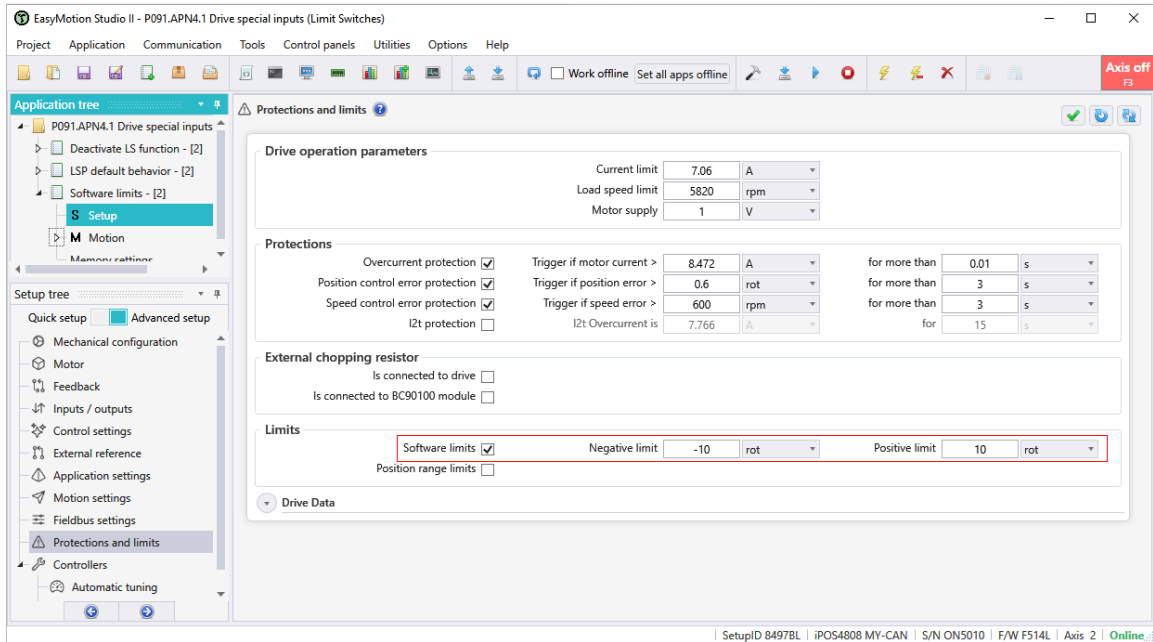 EasyMotion Studio II - P091.APN4.1 Drive special inputs (Limit Switches)
Project Application Communication Tools Control panels Utilities Options Help
Work offline Set all apps offline
Axis off
F3
Application tree
P091.APN4.1 Drive special inputs
Deactivate LS function - [2]
LSP default behavior - [2]
Software limits - [2]
S Setup
M Motion
Memory settings
Setup tree
Quick setup Advanced setup
Mechanical configuration
Motor
Feedback
Inputs / outputs
Control settings
External reference
Application settings
Motion settings
Fieldbus settings
Protections and limits
Controllers
Automatic tuning
Protections and limits
Drive operation parameters
Current limit 7.06 A
Load speed limit 5820 rpm
Motor supply 1 V
Protections
Overcurrent protection Trigger if motor current > 8.472 A for more than 0.01 s
Position control error protection Trigger if position error > 0.6 rot for more than 3 s
Speed control error protection Trigger if speed error > 600 rpm for more than 3 s
I2t protection I2t Overcurrent is 7.766 A for 15 s
External chopping resistor
Is connected to drive
Is connected to BC90100 module
Limits
Software limits Negative limit -10 rot Positive limit 10 rot
Position range limits
Drive Data
SetupID 8497BL iPOS4808 MY-CAN S/N ON5010 F/W F514L Axis 2 Online